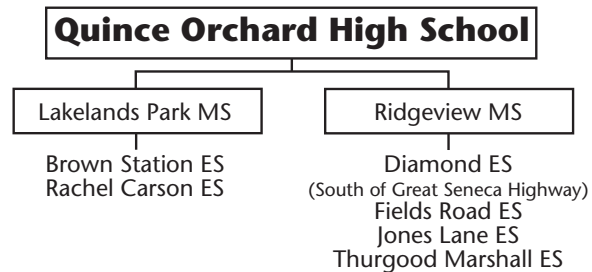 Quince Orchard High School
Lakelands Park MS
Brown Station ES
Rachel Carson ES
Ridgeview MS
Diamond ES
(South of Great Seneca Highway)
Fields Road ES
Jones Lane ES
Thurgood Marshall ES